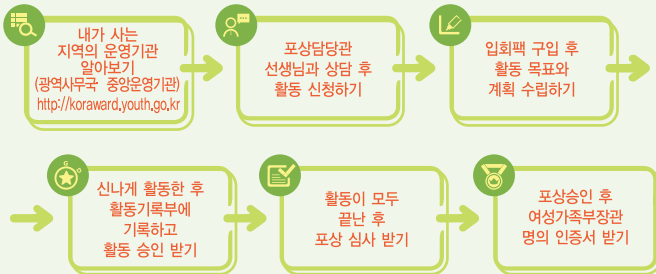 내가 사는
지역의 운영기관
알아보기
(광역사무국 중앙운영기관)
http://koraward.youth.go.kr
포상담당관
선생님과 상담 후
활동 신청하기
입회팩 구입 후
활동 목표와
계획 수립하기
신나게 활동한 후
활동기록부에
기록하고
활동 승인 받기
활동이 모두
끝난 후
포상 심사 받기
포상승인 후
여성가족부장관
명의 인증서 받기